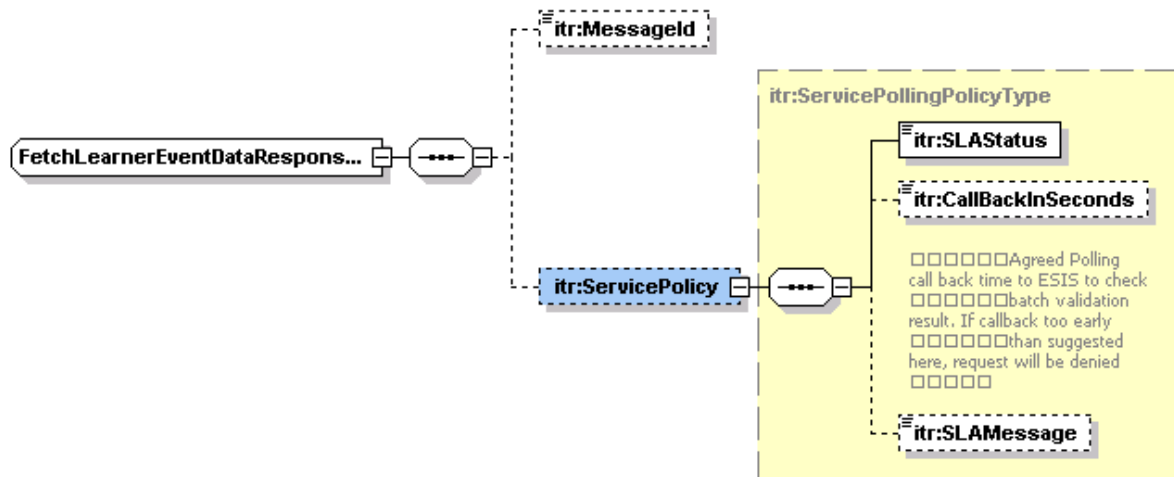 itr:MessageId
itr:ServicePollingPolicyType
itr:SLAStatus
FetchLearnerEventDataRespons...
itr:CallBackInSeconds
□□□□□□Agreed Polling
call back time to ESIS to check
□□□□□□batch validation
result. If callback too early
□□□□□□than suggested
here, request will be denied
□□□□□
itr:ServicePolicy
itr:SLAMessage